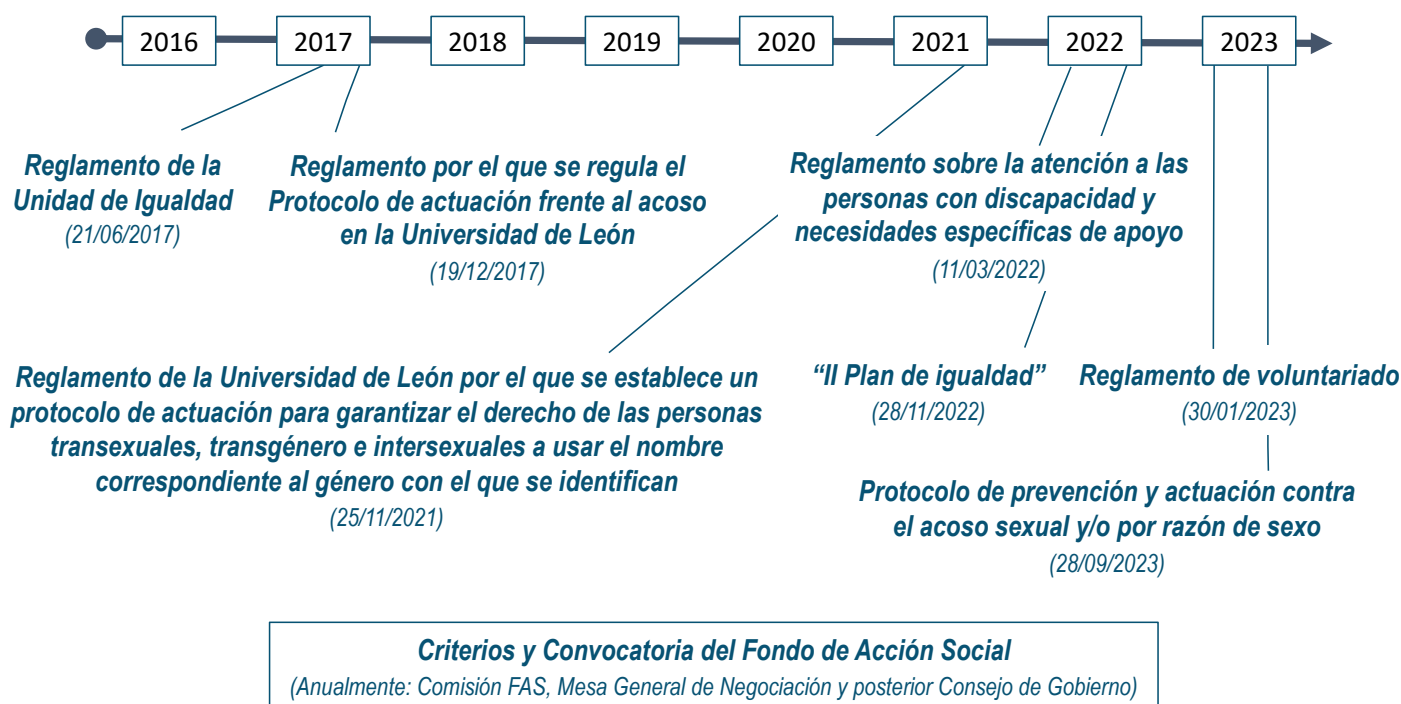 2016 2017 2018 2019 2020 2021 2022 2023
Reglamento de la
Unidad de Igualdad
(21/06/2017)
Reglamento por el que se regula el
Protocolo de actuación frente al acoso
en la Universidad de León
(19/12/2017)
Reglamento sobre la atención a las
personas con discapacidad y
necesidades específicas de apoyo
(11/03/2022)
Reglamento de la Universidad de León por el que se establece un
protocolo de actuación para garantizar el derecho de las personas
transexuales, transgénero e intersexuales a usar el nombre
correspondiente al género con el que se identifican
(25/11/2021)
“II Plan de igualdad”
(28/11/2022)
Reglamento de voluntariado
(30/01/2023)
Protocolo de prevención y actuación contra
el acoso sexual y/o por razón de sexo
(28/09/2023)
Criterios y Convocatoria del Fondo de Acción Social
(Anualmente: Comisión FAS, Mesa General de Negociación y posterior Consejo de Gobierno)